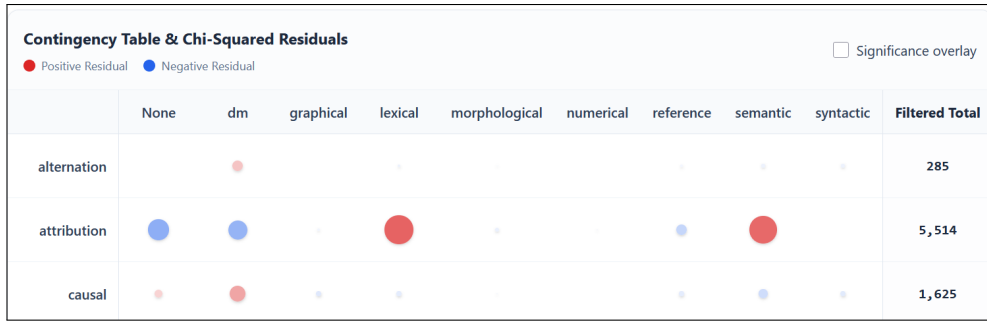 Contingency Table & Chi-Squared Residuals
Positive Residual Negative Residual
Significance overlay
None dm graphical lexical morphological numerical reference semantic syntactic Filtered Total
alternation 285
attribution 5,514
causal 1,625